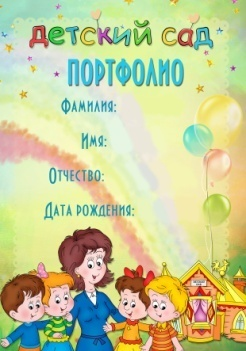 детский сад
ПОРТФОЛИО
ФАМИЛИЯ:
ИМЯ:
ОТЧЕСТВО:
ДАТА РОЖДЕНИЯ: